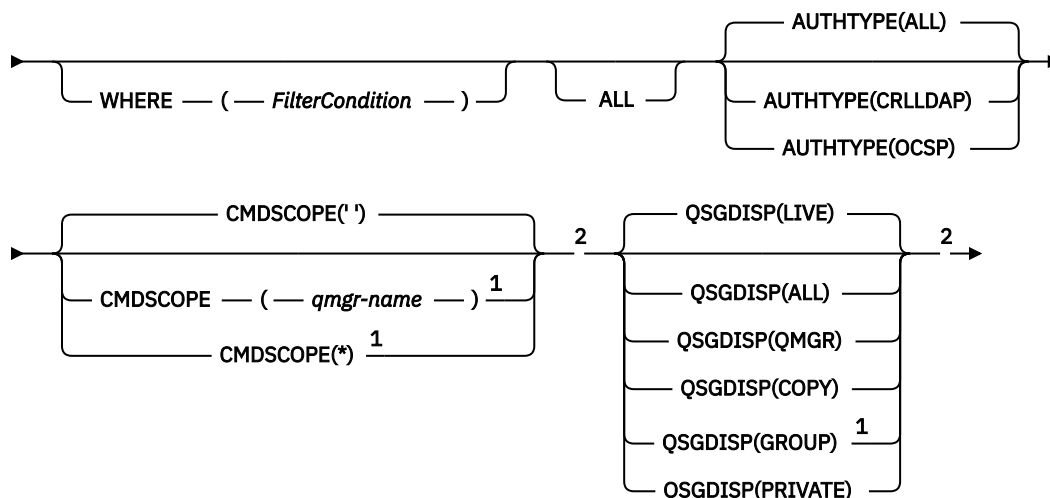 AUTHTYPE(ALL)
WHERE ( FilterCondition )
ALL
AUTHTYPE(CRLLDAP)
AUTHTYPE(OCSP)
CMDSCOPE(' ')
2
QSGDISP(LIVE)
2
CMDSCOPE ( qmgr-name ) 1
QSGDISP(ALL)
CMDSCOPE(*) 1
QSGDISP(QMGR)
QSGDISP(COPY)
QSGDISP(GROUP) 1
QSGDISP(PRIVATE)